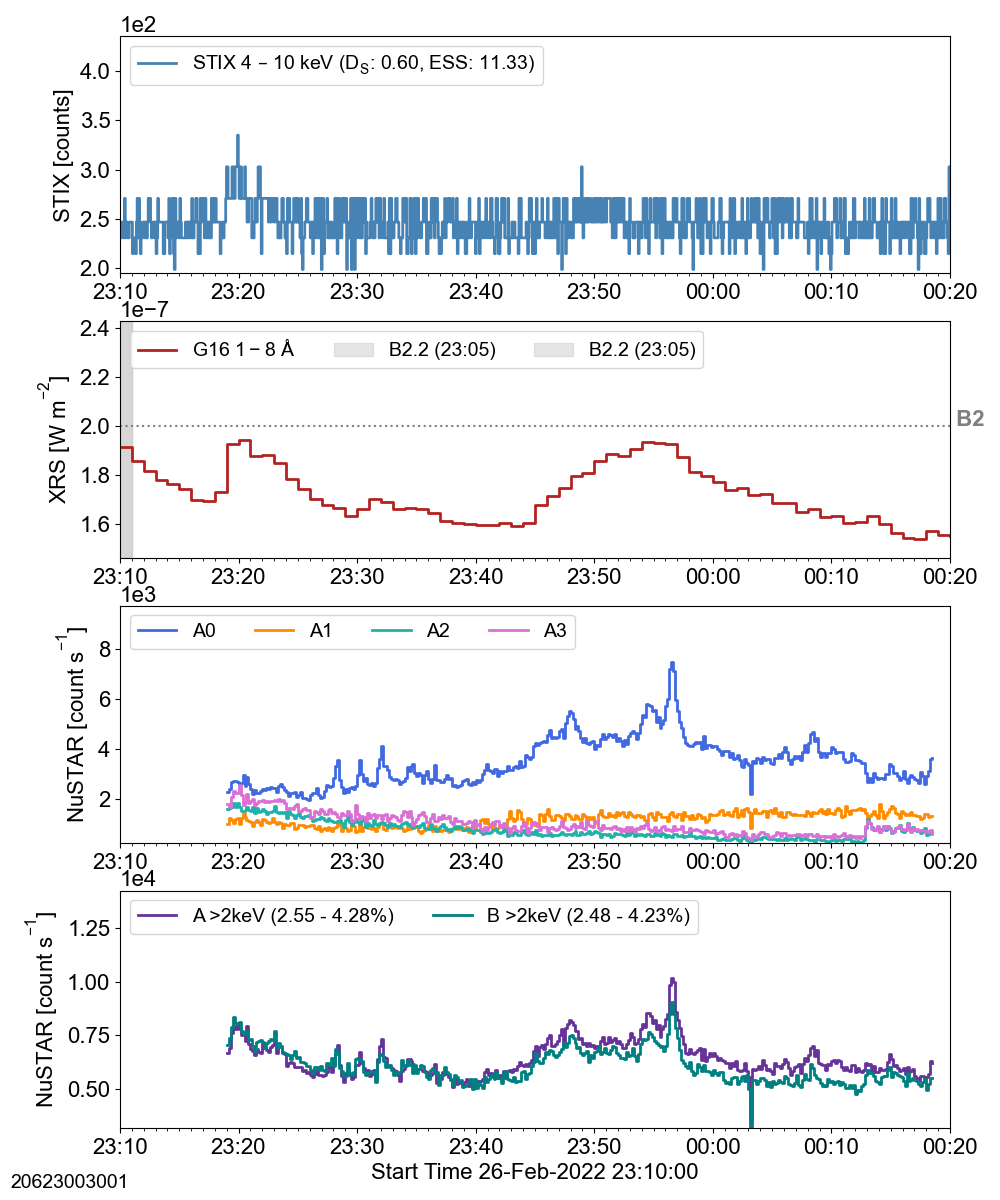 1e2
STIX 4 – 10 keV (DS: 0.60, ESS: 11.33)
4.0
3.5
3.0
2.5
2.0
STIX [counts]
23:10 23:20 23:30 23:40 23:50 00:00 00:10 00:20
1e−7
G16 1 – 8 Å B2.2 (23:05) B2.2 (23:05)
2.4
2.2
2.0
1.8
1.6
XRS [W m−2]
B2
23:10 23:20 23:30 23:40 23:50 00:00 00:10 00:20
1e3
A0 A1 A2 A3
8
6
4
2
NuSTAR [count s−1]
23:10 23:20 23:30 23:40 23:50 00:00 00:10 00:20
1e4
A >2keV (2.55 - 4.28%) B >2keV (2.48 - 4.23%)
1.25
1.00
0.75
0.50
NuSTAR [count s−1]
23:10 23:20 23:30 23:40 23:50 00:00 00:10 00:20
Start Time 26-Feb-2022 23:10:00
20623003001